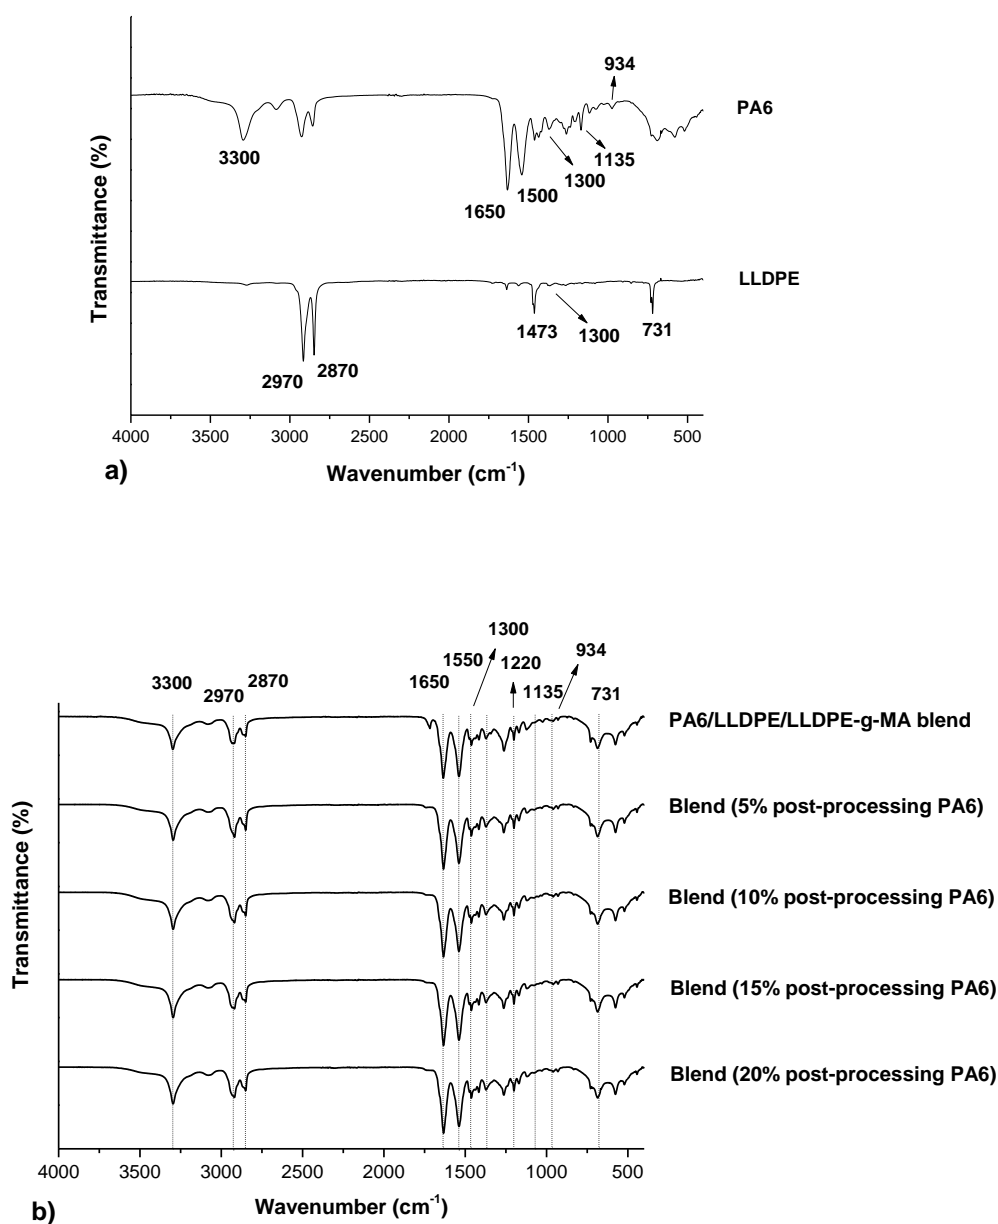 934
PA6
3300
1135
1300
1500
1650
Transmittance (%)
LLDPE
1473
1300
731
2970
2870
4000 3500 3000 2500 2000 1500 1000 500
a)
Wavenumber (cm⁻¹)
1300
934
1550
1220
3300
2970
2870
1650
1135
731
PA6/LLDPE/LLDPE-g-MA blend
Blend (5% post-processing PA6)
Blend (10% post-processing PA6)
Transmittance (%)
Blend (15% post-processing PA6)
Blend (20% post-processing PA6)
4000 3500 3000 2500 2000 1500 1000 500
b)
Wavenumber (cm⁻¹)